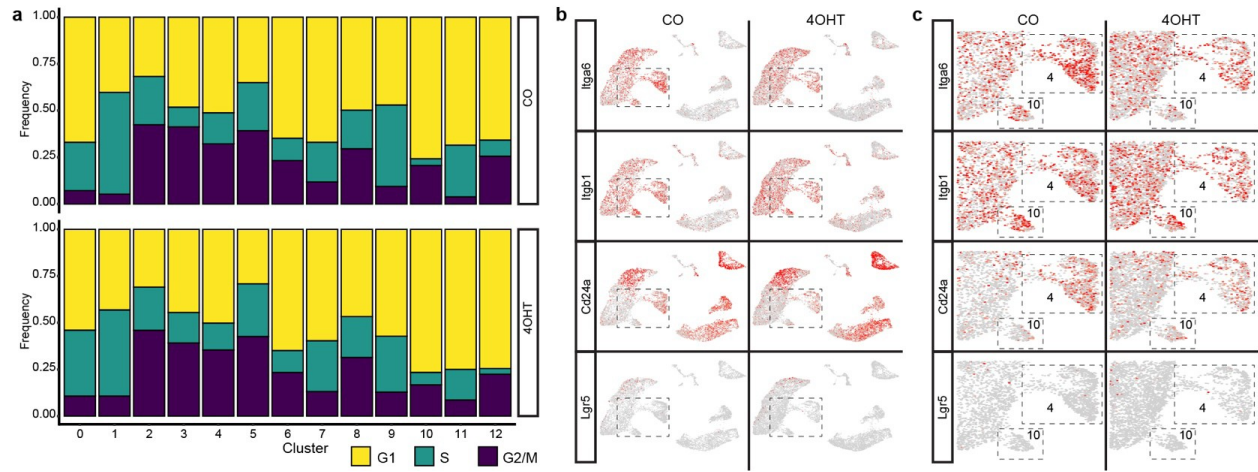 a
Frequency
1.00
0.75
0.50
0.25
0.00
CO
Frequency
1.00
0.75
0.50
0.25
0.00
4OHT
0 1 2 3 4 5 6 7 8 9 10 11 12
Cluster
G1 S G2/M
b
CO 4OHT
Itga6
Itgb1
Cd24a
Lgr5
c
CO 4OHT
Itga6
4 4
10 10
Itgb1
4 4
10 10
Cd24a
4 4
10 10
Lgr5
4 4
10 10